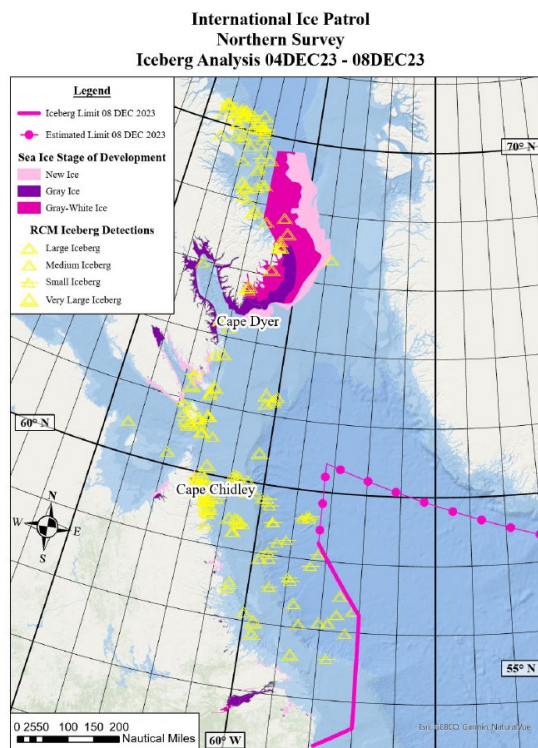 International Ice Patrol
Northern Survey
Iceberg Analysis 04DEC23 - 08DEC23
Legend
Iceberg Limit 08 DEC 2023
Estimated Limit 08 DEC 2023
Sea Ice Stage of Development
New Ice
Gray Ice
Gray-White Ice
RCM Iceberg Detections
Large Iceberg
Medium Iceberg
Small Iceberg
Very Large Iceberg
70° N
Cape Dyer
60° N
Cape Chidley
N
W
E
S
55° N
Esri, GEBCO, Garmin, NaturalVue
0 2550 100 150 200
Nautical Miles
60° W